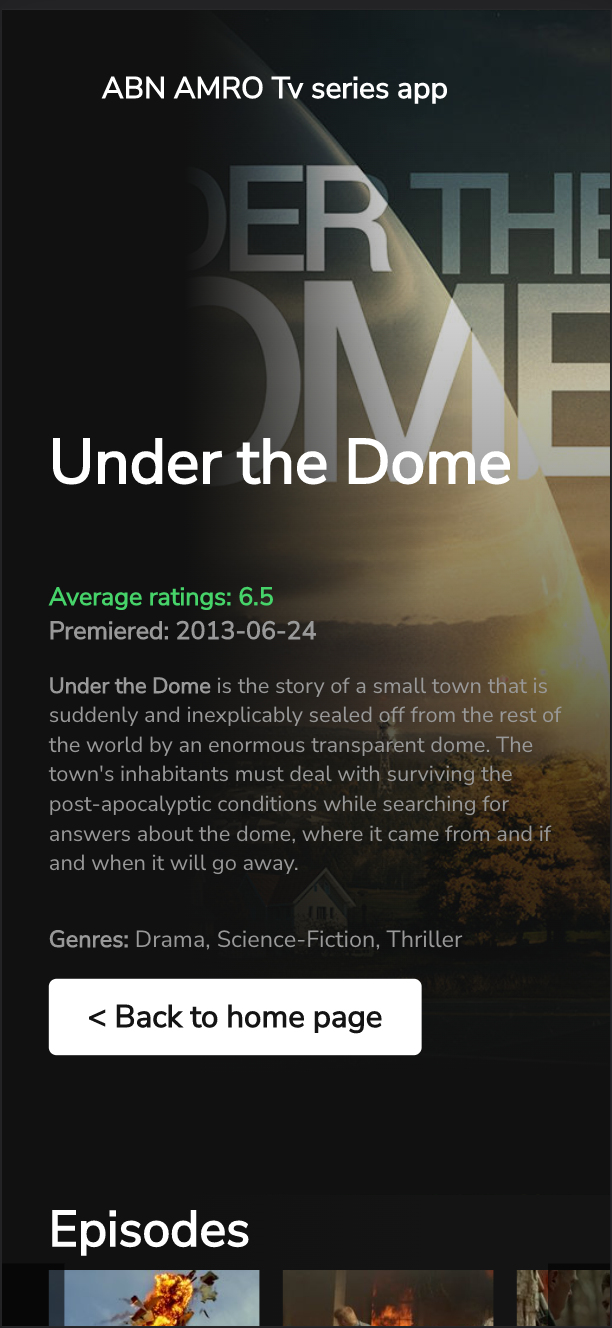 ABN AMRO Tv series app
DER THE
OME
Under the Dome
Average ratings: 6.5
Premiered: 2013-06-24
Under the Dome is the story of a small town that is
suddenly and inexplicably sealed off from the rest of
the world by an enormous transparent dome. The
town's inhabitants must deal with surviving the
post-apocalyptic conditions while searching for
answers about the dome, where it came from and if
and when it will go away.
Genres: Drama, Science-Fiction, Thriller
< Back to home page
Episodes